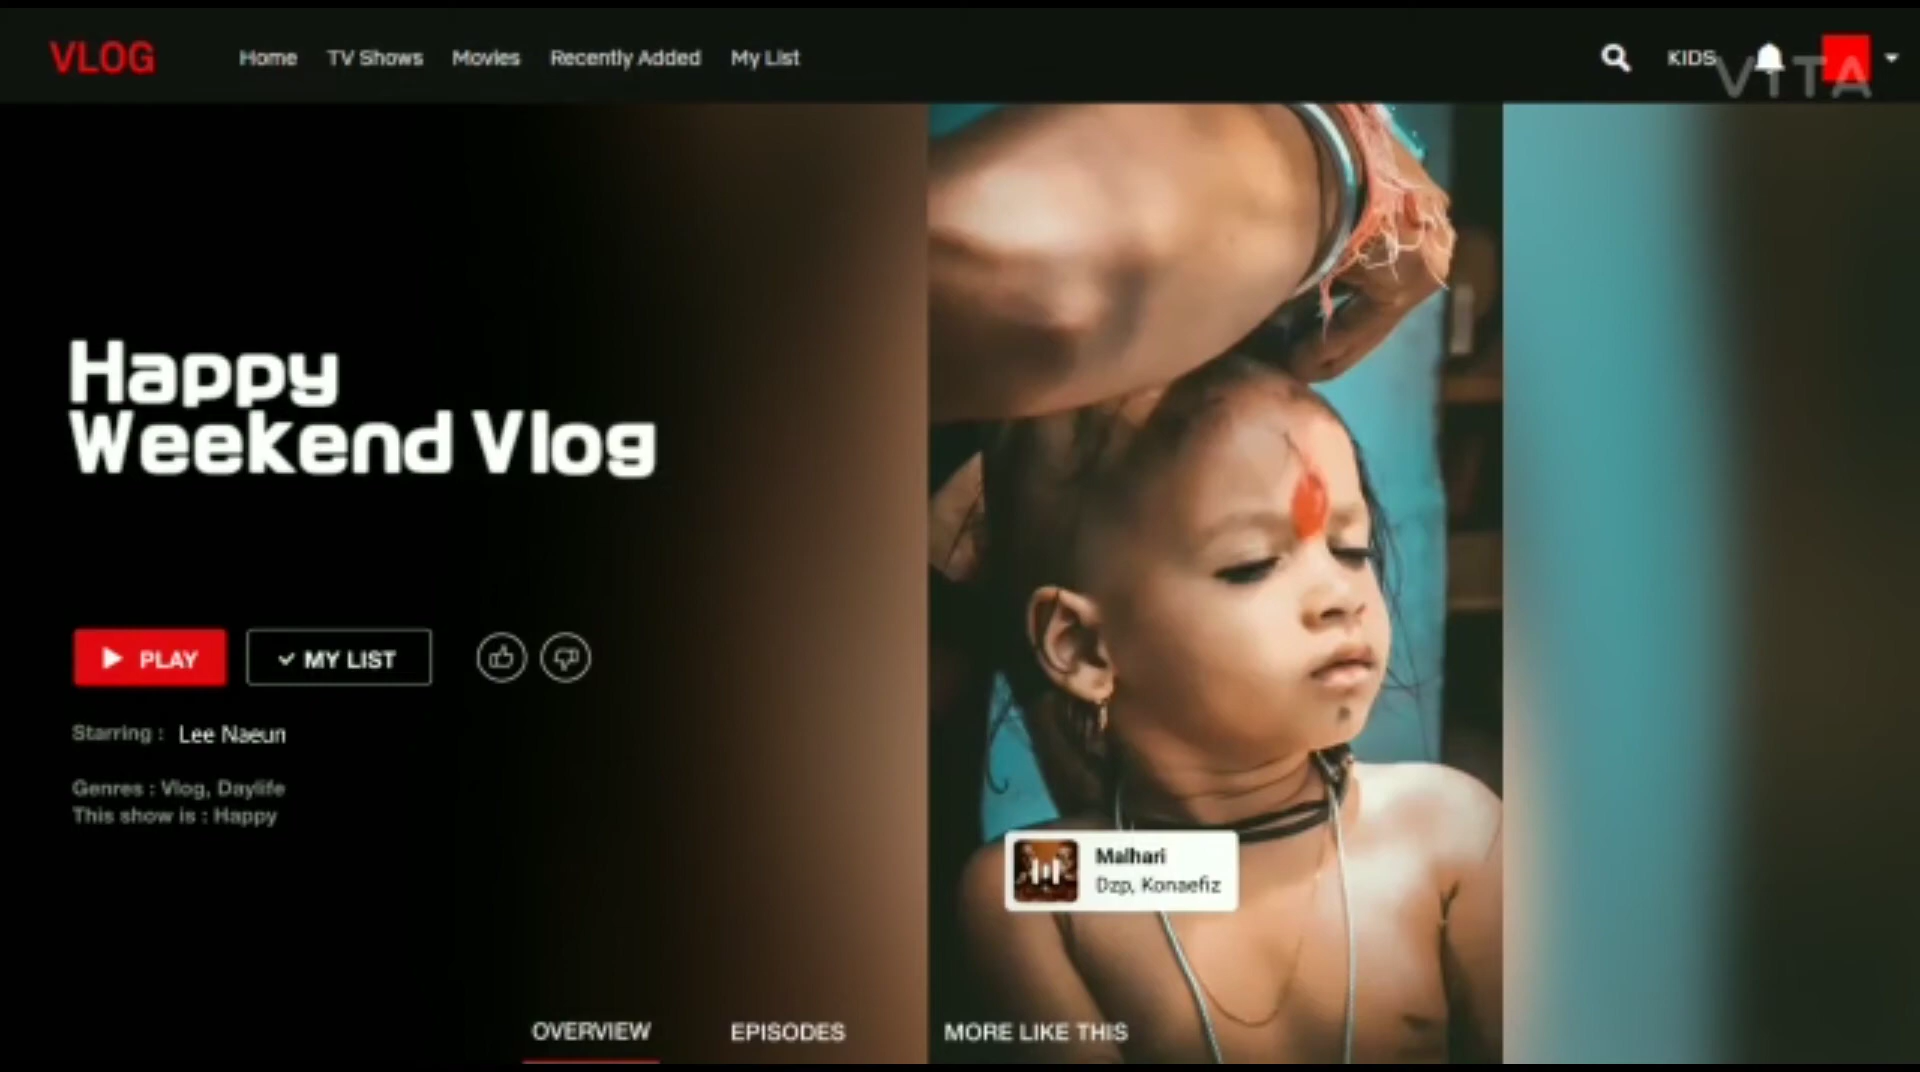 VLOG
Home
TV Shows
Movies
Recently Added
My List
KIDS
VITA
Happy
Weekend Vlog
PLAY
MY LIST
Starring : Lee Naeun
Genres : Vlog, Daylife
This show is : Happy
Malhari
Dzp, Konaefiz
OVERVIEW
EPISODES
MORE LIKE THIS